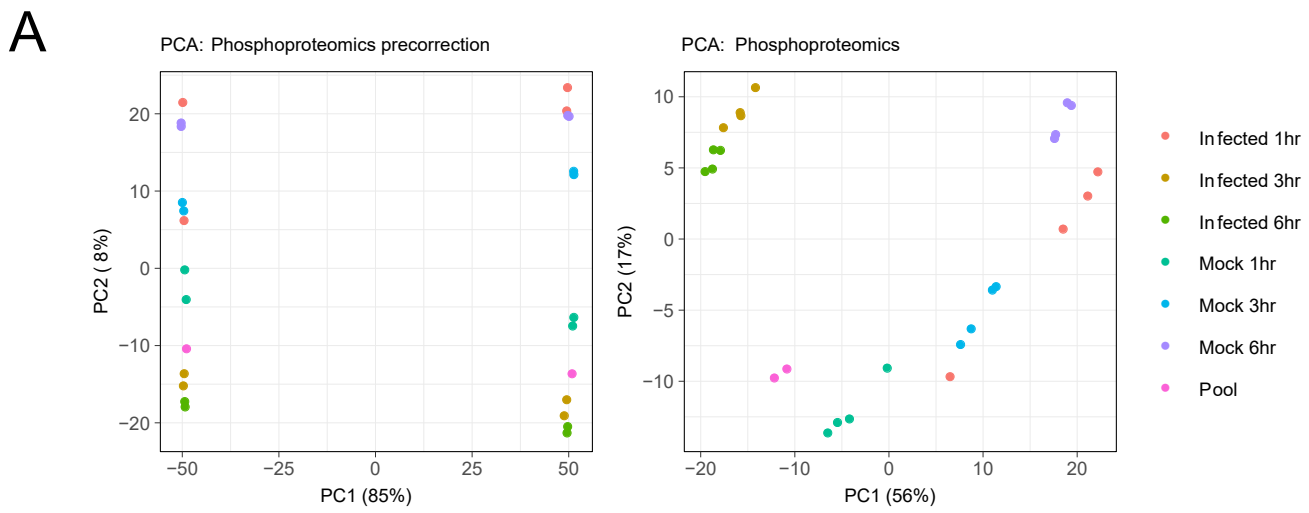 A
PCA: Phosphoproteomics precorrection
PC2 ( 8%)
20
10
0
−10
−20
−50
−25
0
25
50
PC1 (85%)
PCA: Phosphoproteomics
PC2 (17%)
10
5
0
−5
−10
−20
−10
0
10
20
PC1 (56%)
Infected 1hr
Infected 3hr
Infected 6hr
Mock 1hr
Mock 3hr
Mock 6hr
Pool